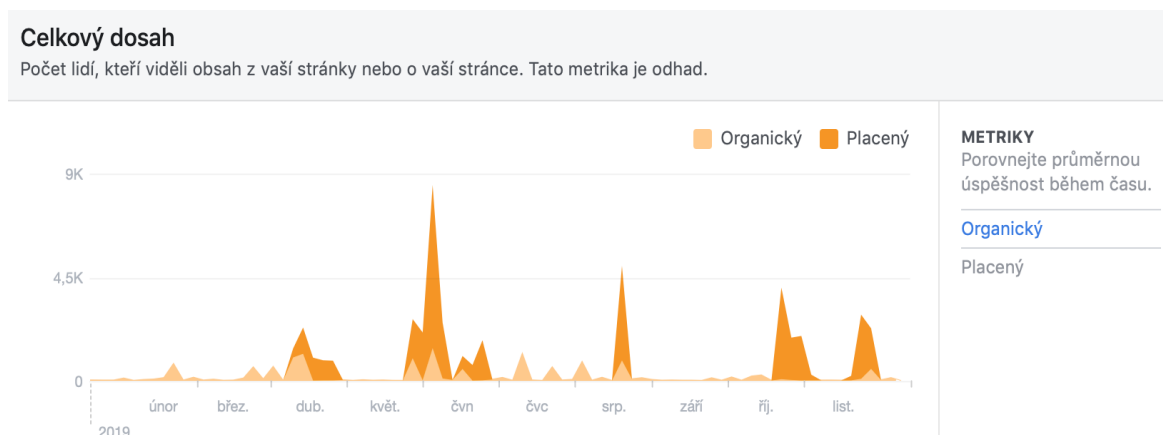 Celkový dosah
Počet lidí, kteří viděli obsah z vaší stránky nebo o vaší stránce. Tato metrika je odhad.
Organický Placený
METRIKY
Porovnejte průměrnou
úspěšnost během času.
Organický
Placený
9K
4,5K
0
únor břez. dub. květ. čvn čvc srp. září říj. list.
2019